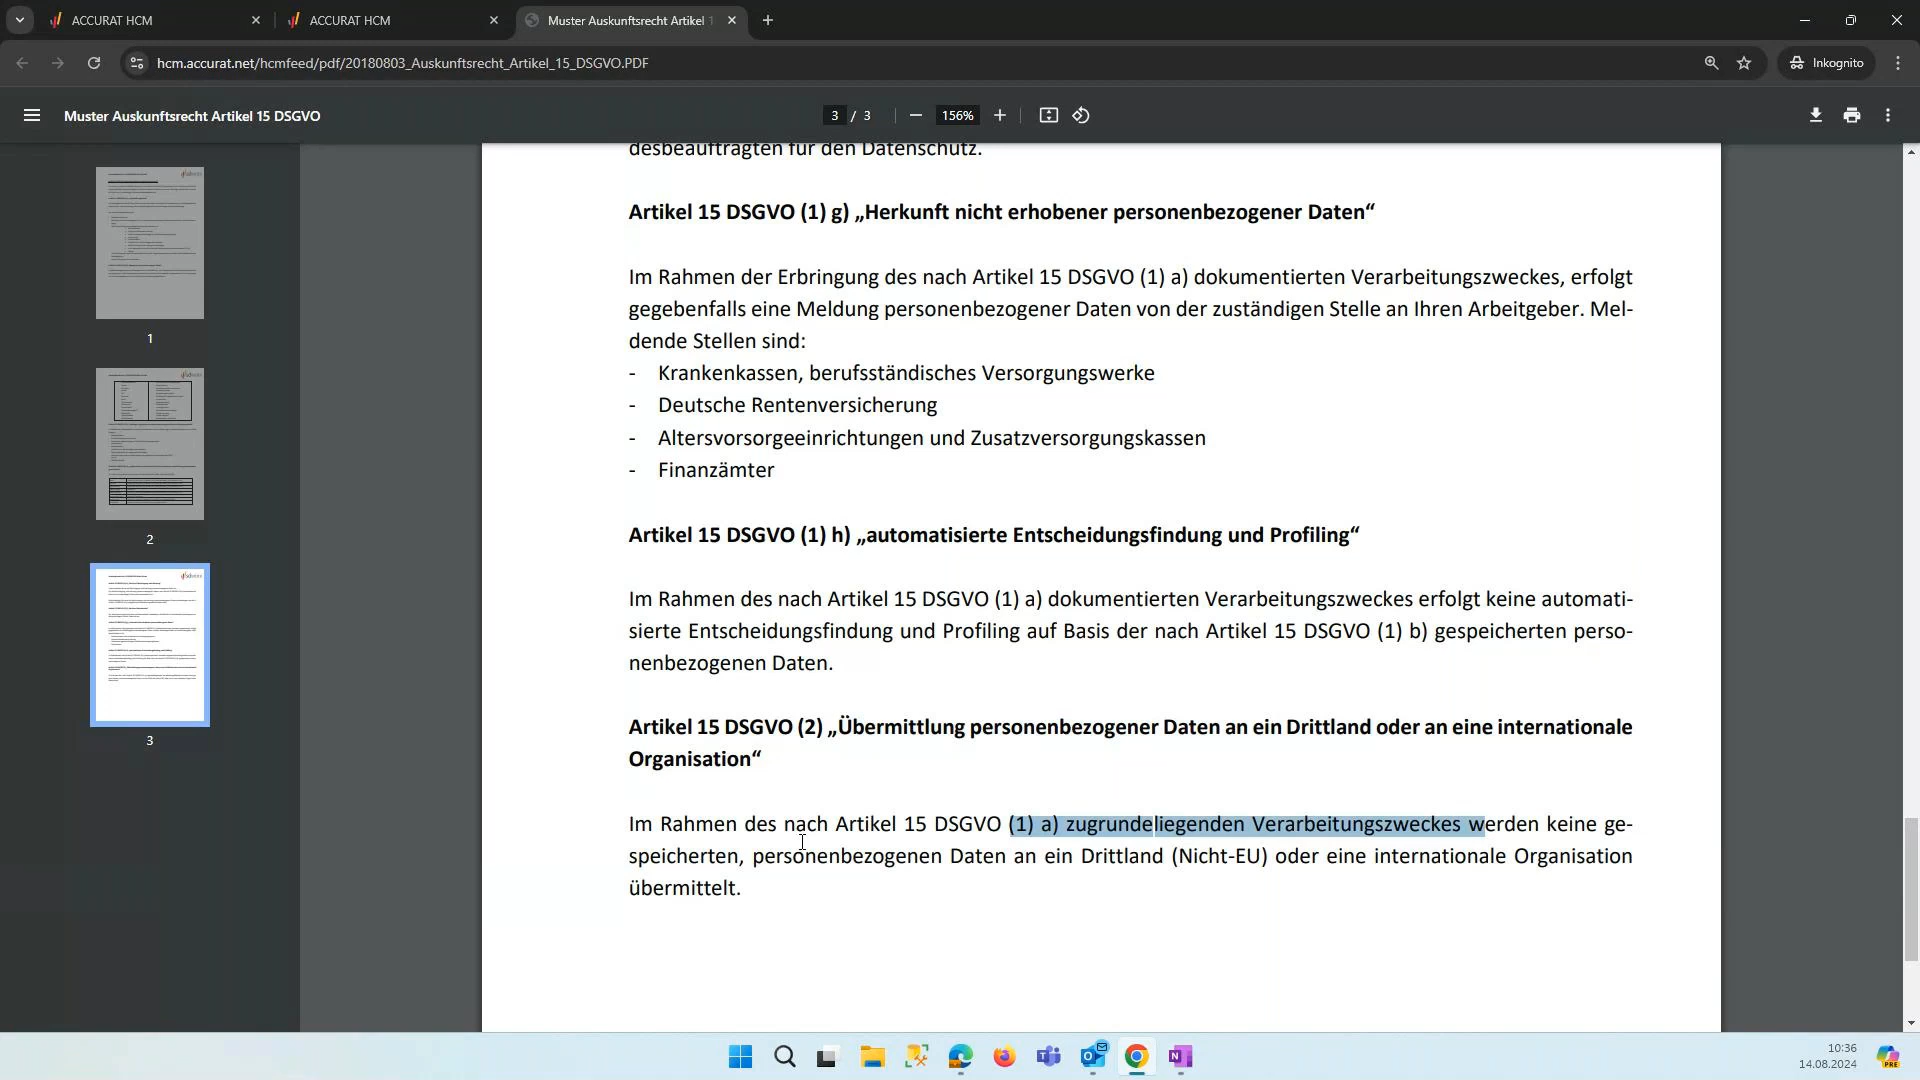 ACCURAT HCM
ACCURAT HCM
Muster Auskunftsrecht Artikel 1
hcm.accurat.net/hcmfeed/pdf/20180803_Auskunftsrecht_Artikel_15_DSGVO.PDF
Inkognito
Muster Auskunftsrecht Artikel 15 DSGVO
3 / 3
156%
1
2
3
desbeauftragten für den Datenschutz.
Artikel 15 DSGVO (1) g) „Herkunft nicht erhobener personenbezogener Daten“
Im Rahmen der Erbringung des nach Artikel 15 DSGVO (1) a) dokumentierten Verarbeitungszweckes, erfolgt
gegebenfalls eine Meldung personenbezogener Daten von der zuständigen Stelle an Ihren Arbeitgeber. Mel-
dende Stellen sind:
- Krankenkassen, berufsständisches Versorgungswerke
- Deutsche Rentenversicherung
- Altersvorsorgeeinrichtungen und Zusatzversorgungskassen
- Finanzämter
Artikel 15 DSGVO (1) h) „automatisierte Entscheidungsfindung und Profiling“
Im Rahmen des nach Artikel 15 DSGVO (1) a) dokumentierten Verarbeitungszweckes erfolgt keine automati-
sierte Entscheidungsfindung und Profiling auf Basis der nach Artikel 15 DSGVO (1) b) gespeicherten perso-
nenbezogenen Daten.
Artikel 15 DSGVO (2) „Übermittlung personenbezogener Daten an ein Drittland oder an eine internationale
Organisation“
Im Rahmen des nach Artikel 15 DSGVO (1) a) zugrundeliegenden Verarbeitungszweckes werden keine ge-
speicherten, personenbezogenen Daten an ein Drittland (Nicht-EU) oder eine internationale Organisation
übermittelt.
10:36
14.08.2024
PRE